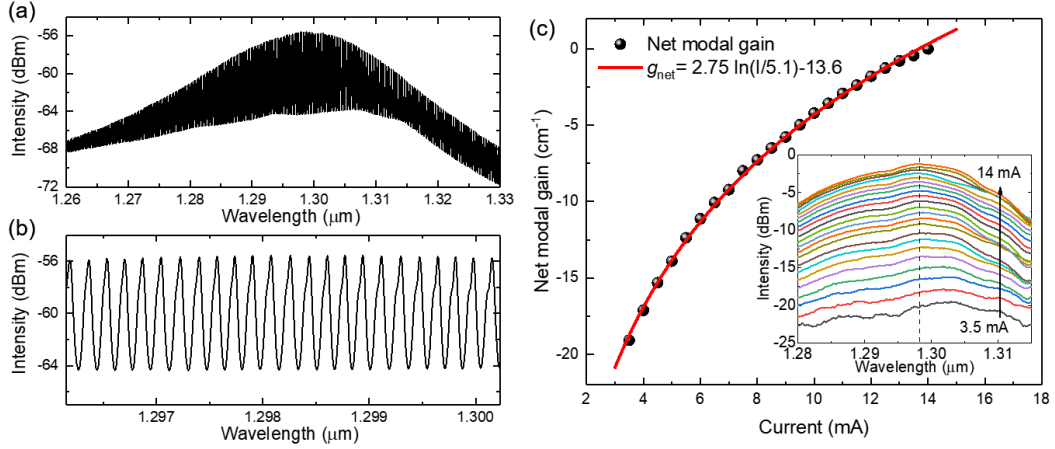 (a)
Intensity (dBm)
-56
-60
-64
-68
-72
1.26
1.27
1.28
1.29
1.30
1.31
1.32
1.33
Wavelength (μm)
(b)
Intensity (dBm)
-56
-60
-64
1.297
1.298
1.299
1.300
Wavelength (μm)
(c)
Net modal gain
g_net= 2.75 ln(I/5.1)-13.6
Net modal gain (cm⁻¹)
0
-5
-10
-15
-20
2
4
6
8
10
12
14
16
18
Current (mA)
Intensity (dBm)
0
-5
-10
-15
-20
-25
14 mA
3.5 mA
1.28
1.29
1.30
1.31
Wavelength (μm)